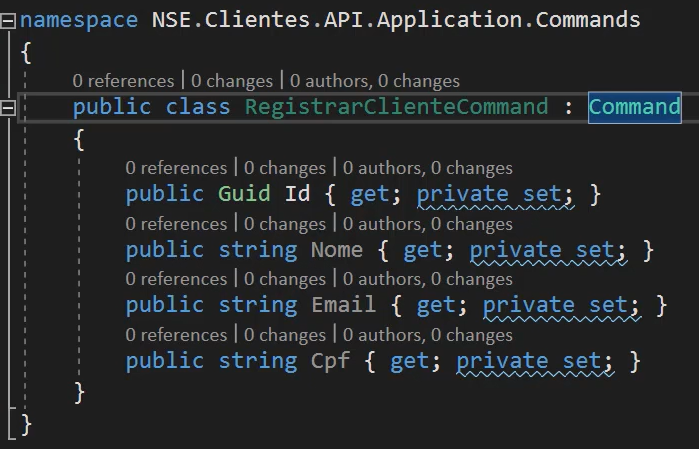 namespace NSE.Clientes.API.Application.Commands
{
0 references | 0 changes | 0 authors, 0 changes
public class RegistrarClienteCommand : Command
{
0 references | 0 changes | 0 authors, 0 changes
public Guid Id { get; private set; }
0 references | 0 changes | 0 authors, 0 changes
public string Nome { get; private set; }
0 references | 0 changes | 0 authors, 0 changes
public string Email { get; private set; }
0 references | 0 changes | 0 authors, 0 changes
public string Cpf { get; private set; }
}
}